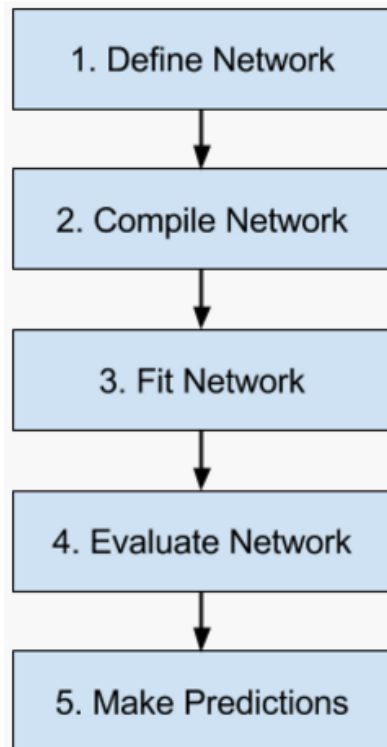 1. Define Network
2. Compile Network
3. Fit Network
4. Evaluate Network
5. Make Predictions